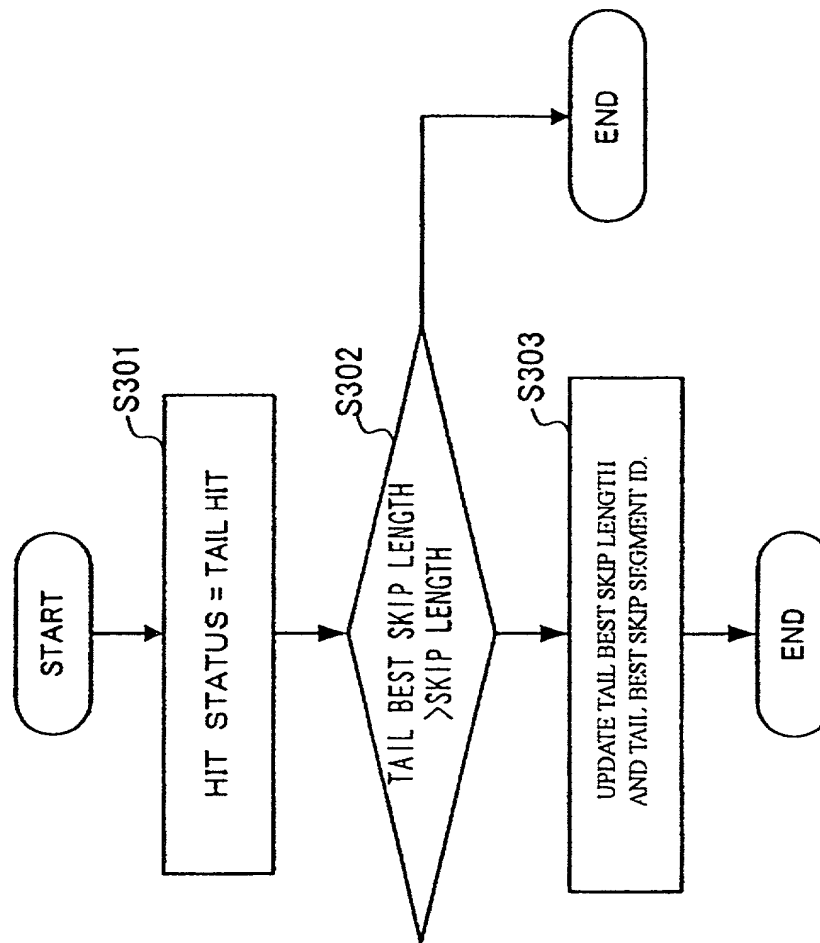 START
S301
HIT STATUS = TAIL HIT
S302
TAIL BEST SKIP LENGTH
>SKIP LENGTH
END
S303
UPDATE TAIL BEST SKIP LENGTH
AND TAIL BEST SKIP SEGMENT ID.
END